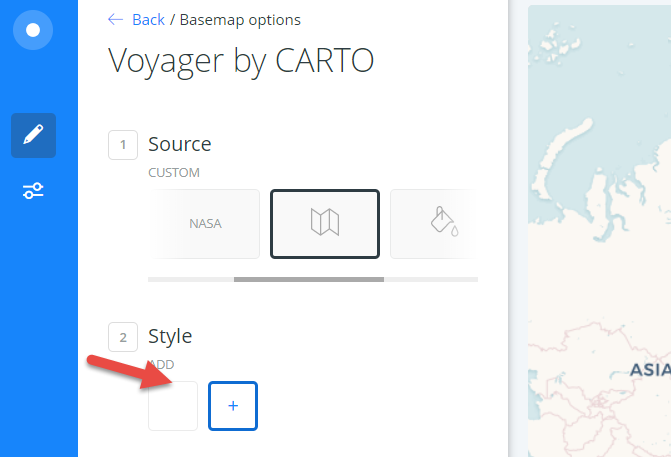 ← Back / Basemap options
Voyager by CARTO
1 Source
CUSTOM
NASA
2 Style
ADD
+
ASIA